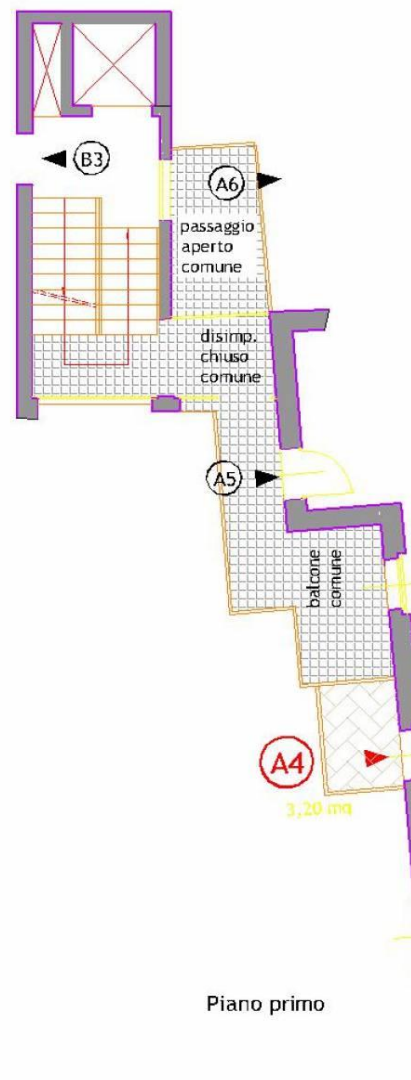 B3
A6
passaggio
aperto
comune
disimp.
chiuso
comune
A5
balcone
comune
A4
3,20 mq
Piano primo